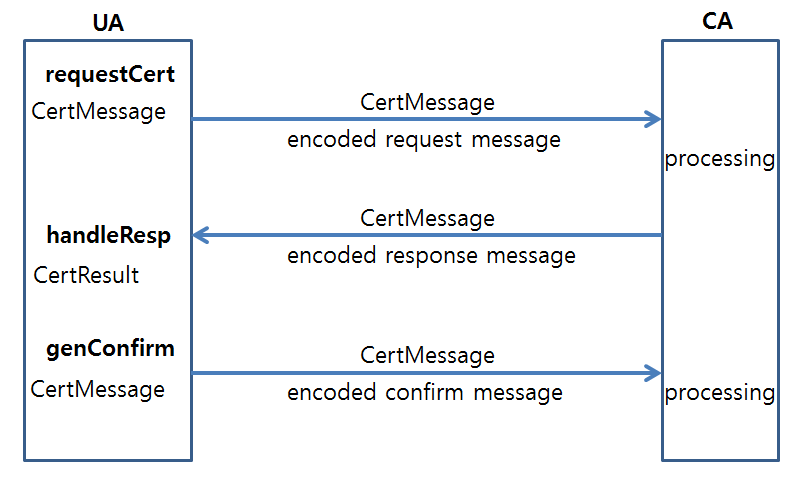 UA
CA
requestCert
CertMessage
CertMessage
encoded request message
processing
CertMessage
handleResp
encoded response message
CertResult
genConfirm
CertMessage
CertMessage
encoded confirm message
processing